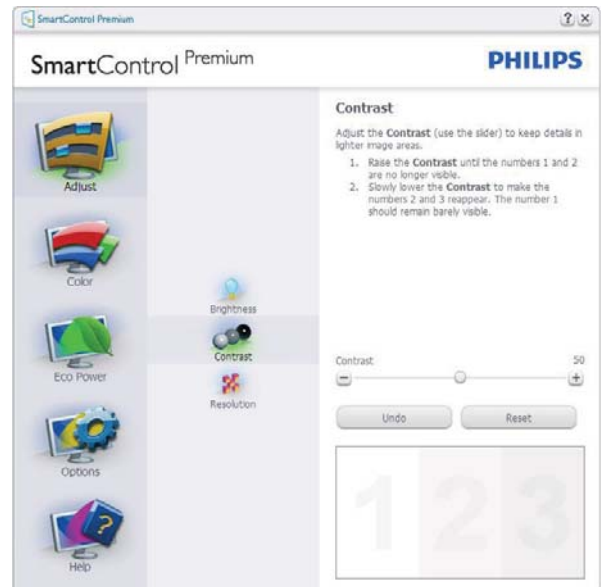 SmartControl Premium
? ×
SmartControl Premium
PHILIPS
Adjust
Color
Eco Power
Options
Help
Brightness
Contrast
Resolution
Contrast
Adjust the Contrast (use the slider) to keep details in
lighter image areas.
1. Raise the Contrast until the numbers 1 and 2
are no longer visible.
2. Slowly lower the Contrast to make the
numbers 2 and 3 reappear. The number 1
should remain barely visible.
Contrast 50
Undo Reset
1 2 3